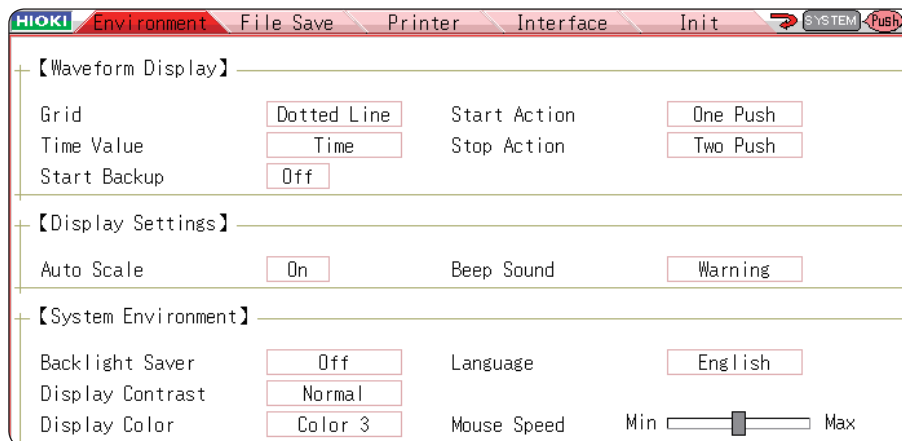 HIOKI Environment File Save Printer Interface Init SYSTEM Push
【Waveform Display】
Grid Dotted Line Start Action One Push
Time Value Time Stop Action Two Push
Start Backup Off
【Display Settings】
Auto Scale On Beep Sound Warning
【System Environment】
Backlight Saver Off Language English
Display Contrast Normal
Display Color Color 3 Mouse Speed Min Max